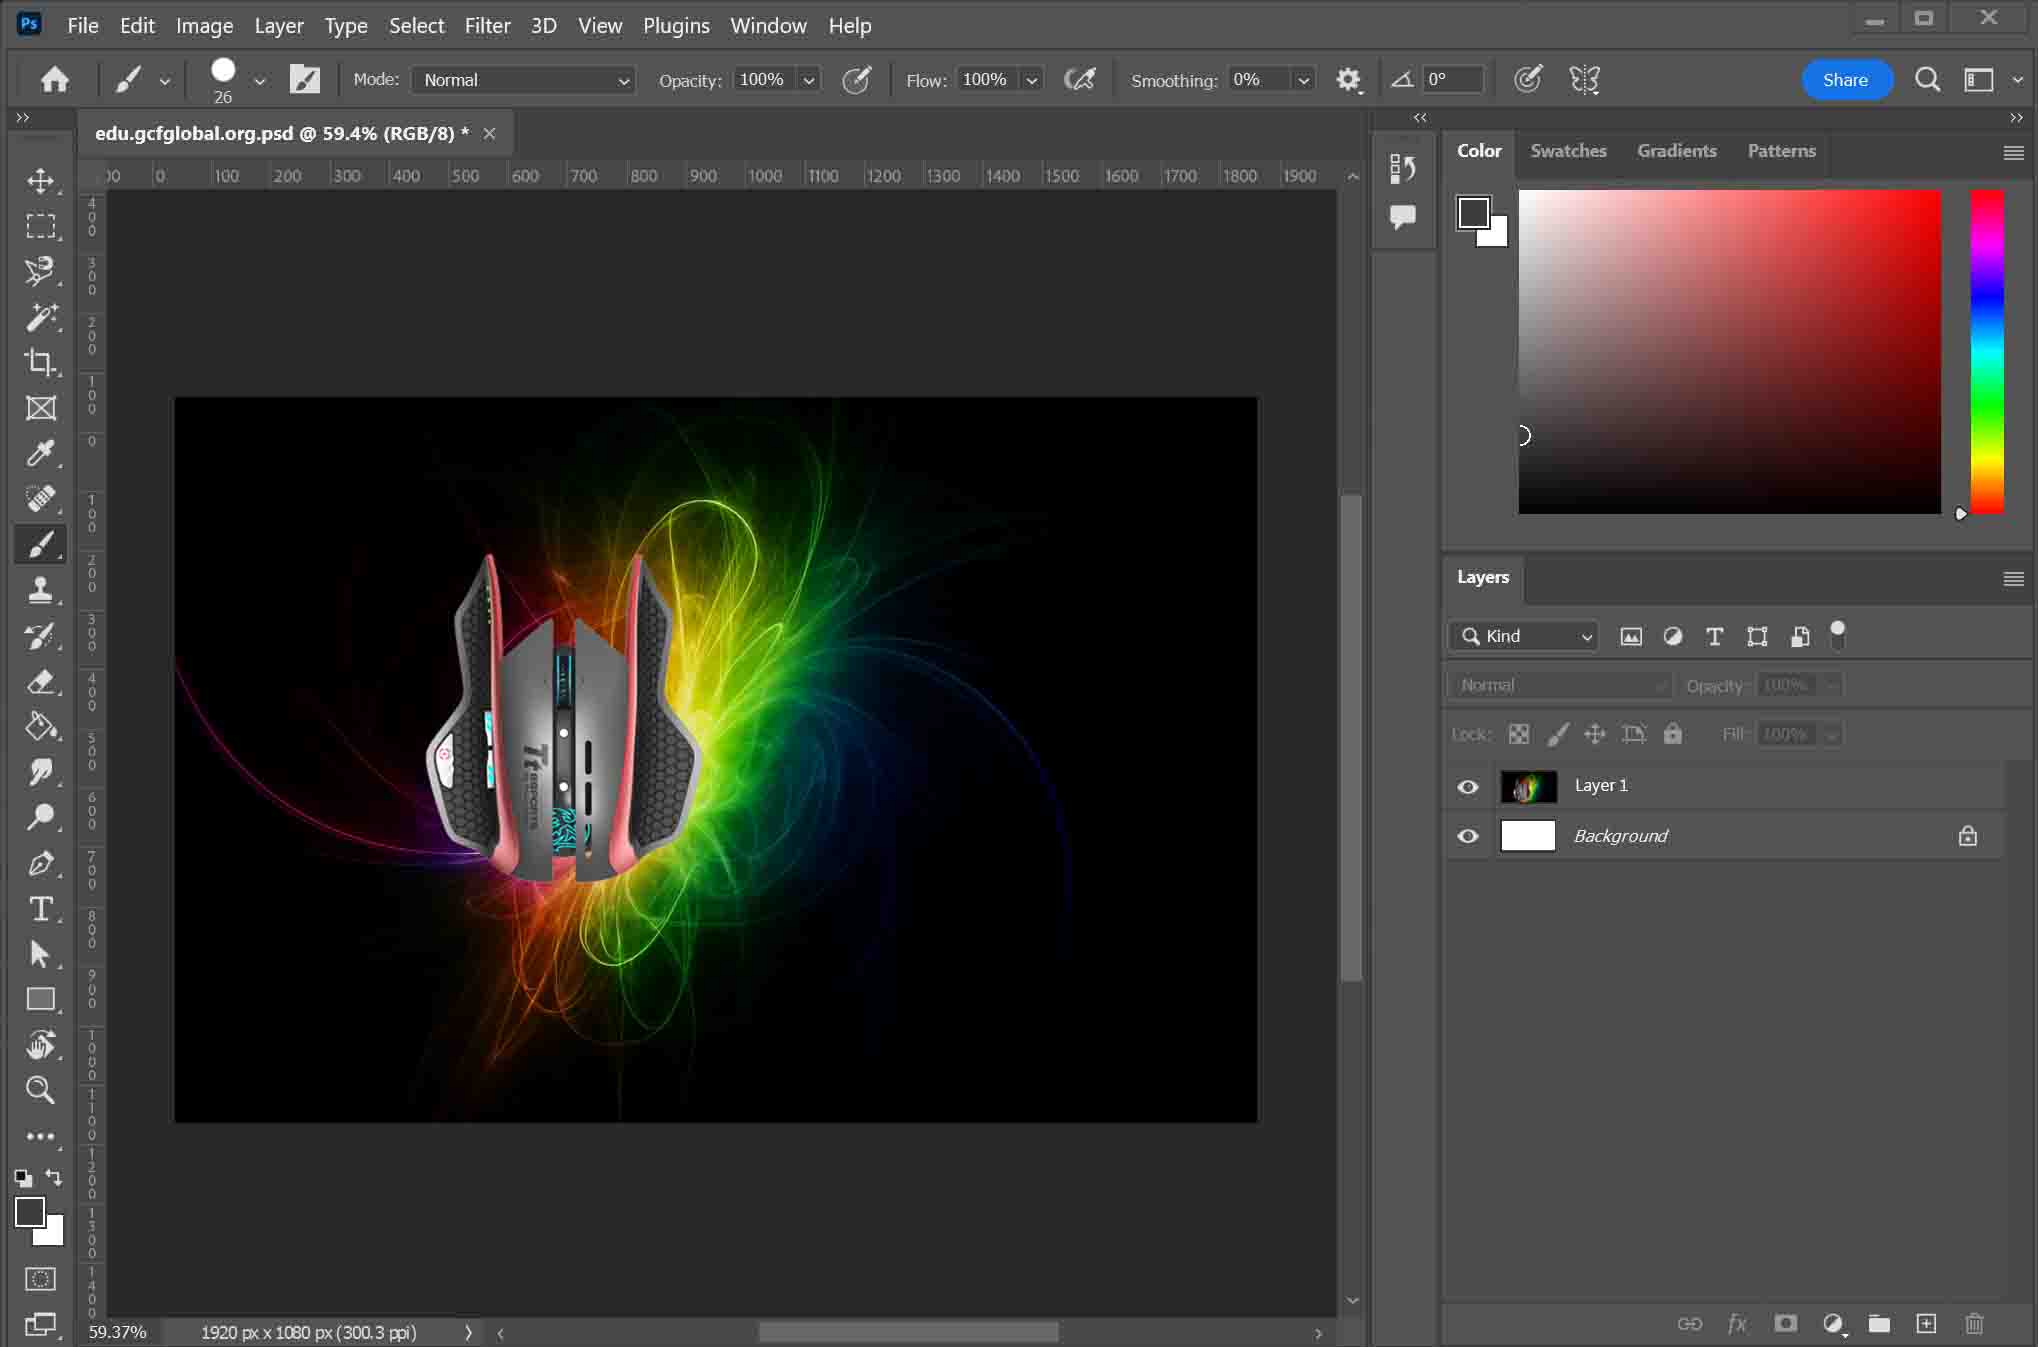 Ps File Edit Image Layer Type Select Filter 3D View Plugins Window Help
26 Mode: Normal Opacity: 100% Flow: 100% Smoothing: 0% 0° Share
edu.gcfglobal.org.psd @ 59.4% (RGB/8) *
00 0 100 200 300 400 500 600 700 800 900 1000 1100 1200 1300 1400 1500 1600 1700 1800 1900
400
300
200
100
0
100
200
300
400
500
600
700
800
900
1000
1100
1200
1300
1400
Tt eSPORTS
Color Swatches Gradients Patterns
Layers
Kind
Normal Opacity: 100%
Lock: Fill: 100%
Layer 1
Background
fx
59.37% 1920 px x 1080 px (300.3 ppi)